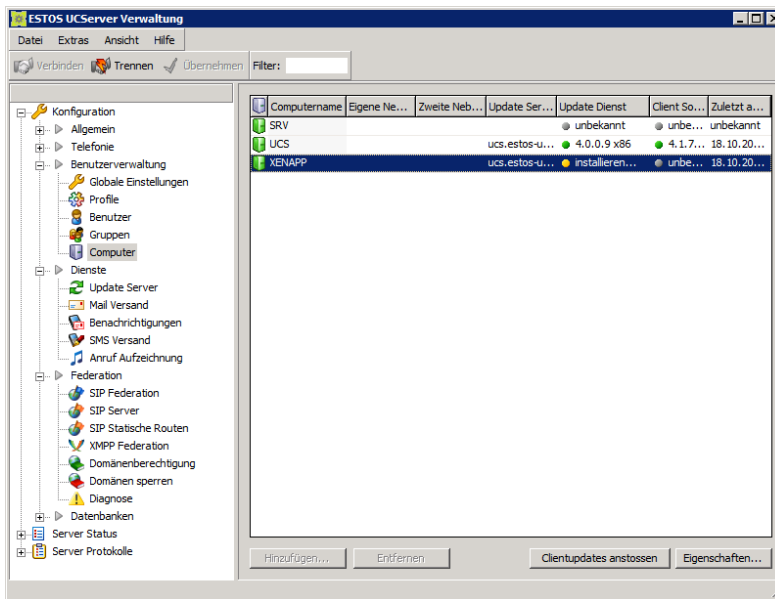 ESTOS UCServer Verwaltung
Datei Extras Ansicht Hilfe
Verbinden Trennen Übernehmen Filter:
Konfiguration
Allgemein
Telefonie
Benutzerverwaltung
Globale Einstellungen
Profile
Benutzer
Gruppen
Computer
Dienste
Update Server
Mail Versand
Benachrichtigungen
SMS Versand
Anruf Aufzeichnung
Federation
SIP Federation
SIP Server
SIP Statische Routen
XMPP Federation
Domänenberechtigung
Domänen sperren
Diagnose
Datenbanken
Server Status
Server Protokolle
Computername Eigene Ne... Zweite Neb... Update Ser... Update Dienst Client So... Zuletzt a...
SRV unbekannt unbe... unbekannt
UCS ucs.estos-u... 4.0.0.9 x86 4.1.7... 18.10.20...
XENAPP ucs.estos-u... installieren... unbe... 18.10.20...
Hinzufügen... Entfernen Clientupdates anstossen Eigenschaften...